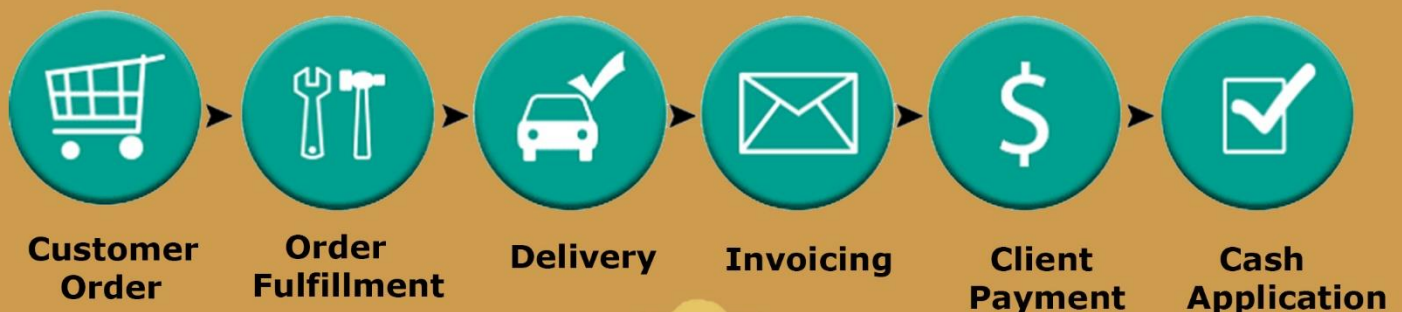 Customer
Order
Order
Fulfillment
Delivery
Invoicing
$
Client
Payment
Cash
Application